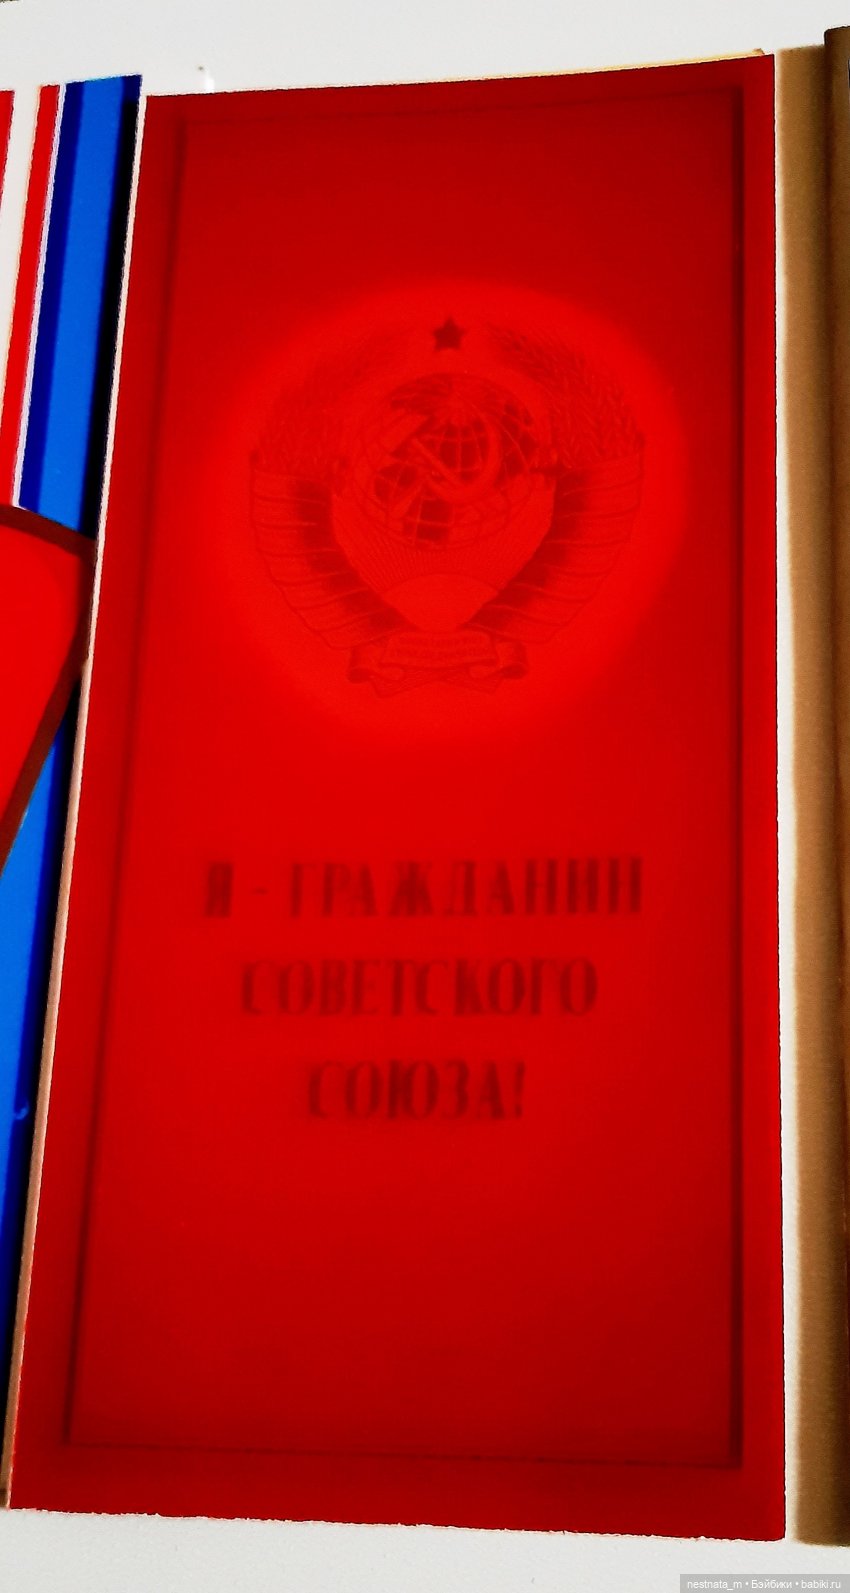 Я - ГРАЖДАНИН
СОВЕТСКОГО
СОЮЗА!
nestnata_m • Бэйбики • babiki.ru